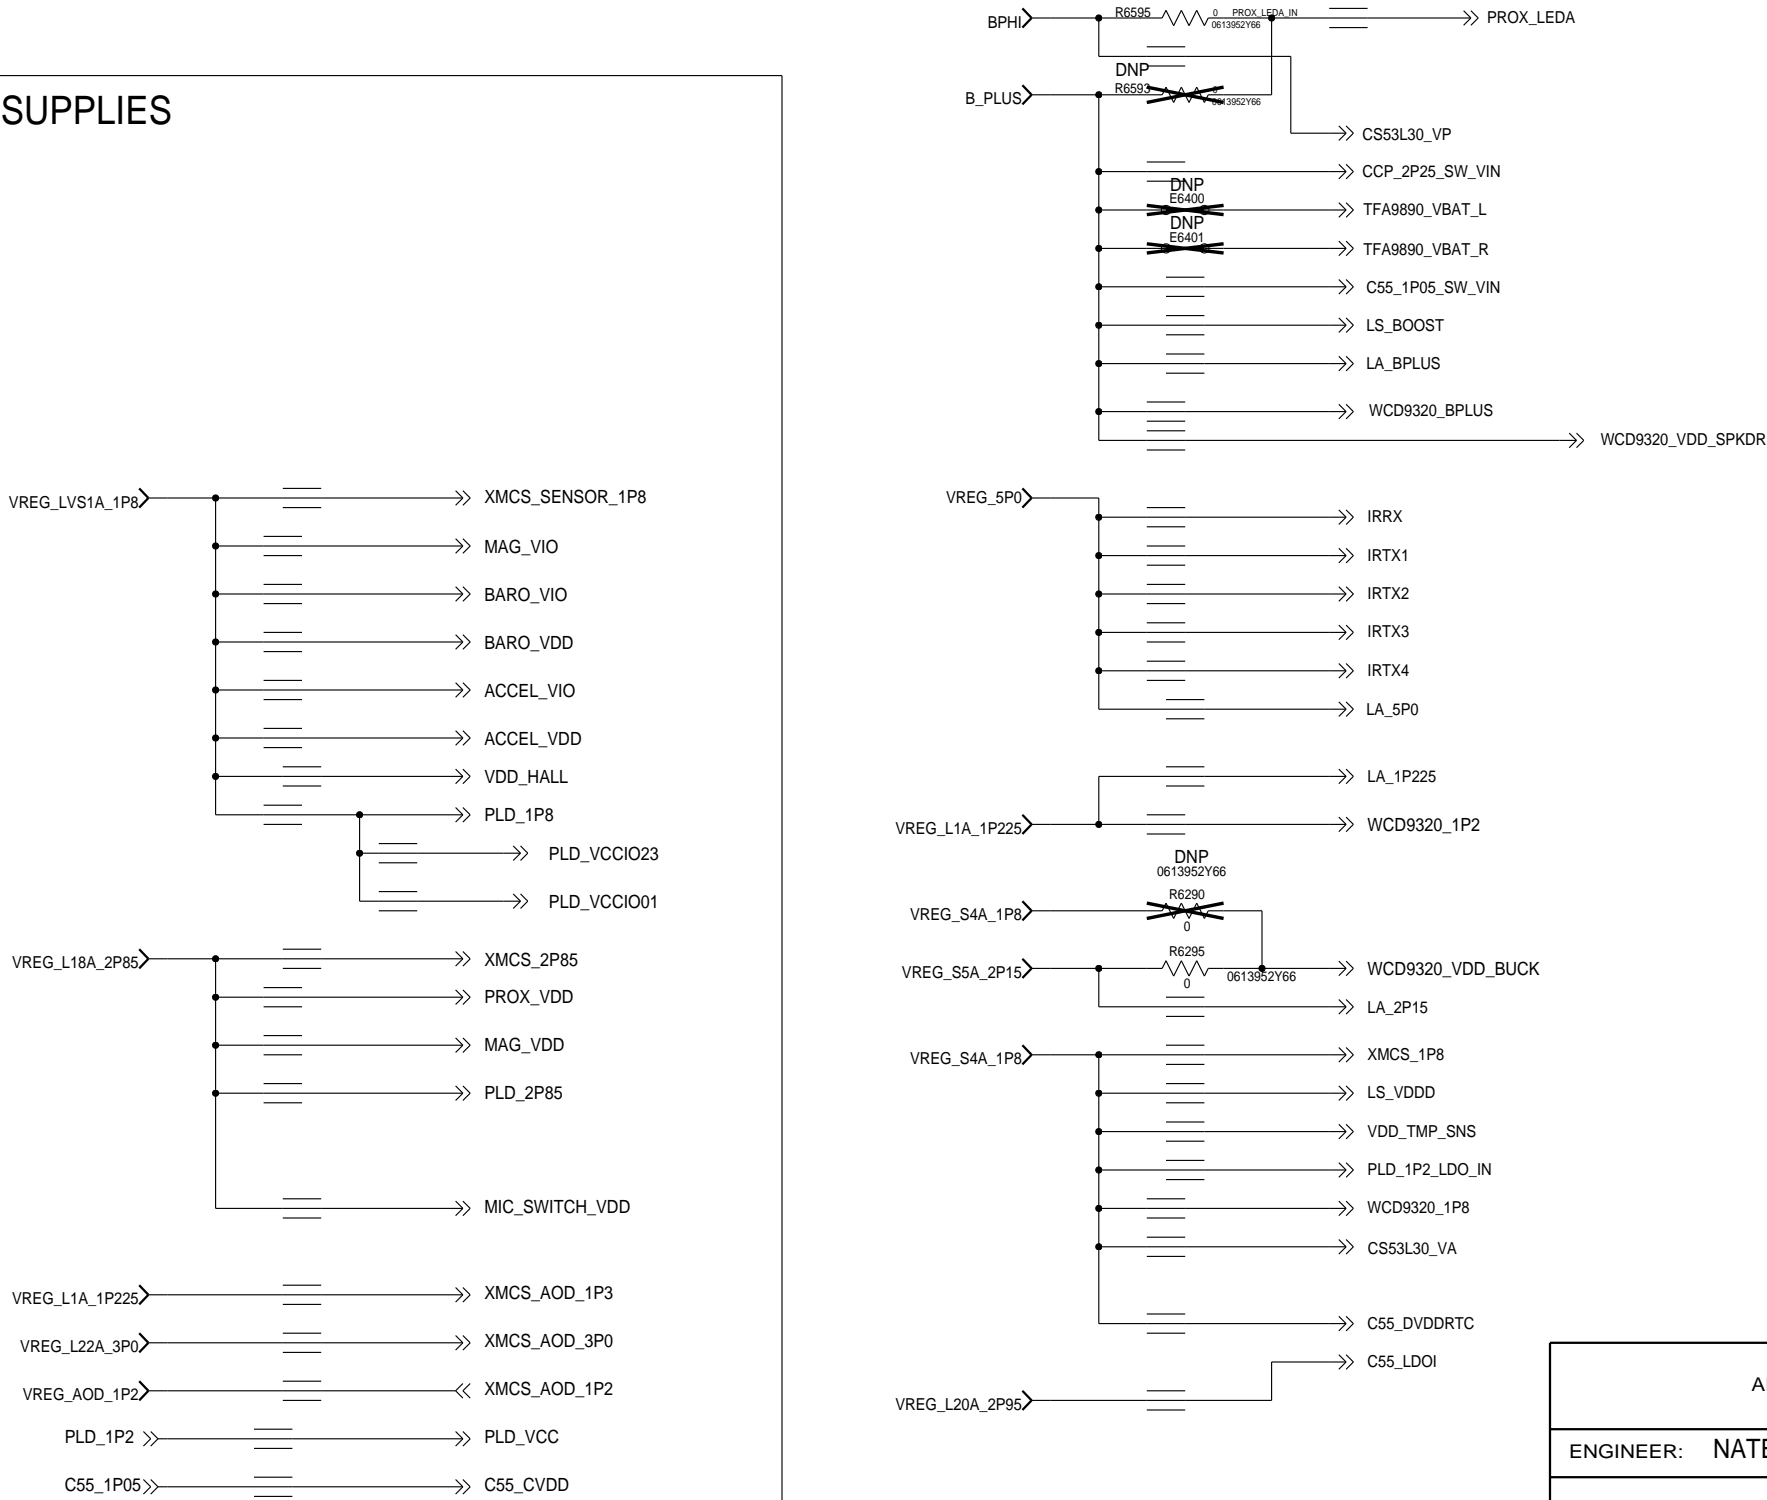 SUPPLIES
VREG_LVS1A_1P8
XMCS_SENSOR_1P8
MAG_VIO
BARO_VIO
BARO_VDD
ACCEL_VIO
ACCEL_VDD
VDD_HALL
PLD_1P8
PLD_VCCIO23
PLD_VCCIO01
VREG_L18A_2P85
XMCS_2P85
PROX_VDD
MAG_VDD
PLD_2P85
MIC_SWITCH_VDD
VREG_L1A_1P225
XMCS_AOD_1P3
VREG_L22A_3P0
XMCS_AOD_3P0
VREG_AOD_1P2
XMCS_AOD_1P2
PLD_1P2
PLD_VCC
C55_1P05
C55_CVDD
BPHI
R6595
0
PROX_LEDA_IN
0613952Y66
PROX_LEDA
DNP
B_PLUS
R6593
0613952Y66
CS53L30_VP
CCP_2P25_SW_VIN
DNP
E6400
TFA9890_VBAT_L
DNP
E6401
TFA9890_VBAT_R
C55_1P05_SW_VIN
LS_BOOST
LA_BPLUS
WCD9320_BPLUS
WCD9320_VDD_SPKDR
VREG_5P0
IRRX
IRTX1
IRTX2
IRTX3
IRTX4
LA_5P0
LA_1P225
VREG_L1A_1P225
WCD9320_1P2
DNP
0613952Y66
R6290
VREG_S4A_1P8
0
R6295
VREG_S5A_2P15
0
0613952Y66
WCD9320_VDD_BUCK
LA_2P15
VREG_S4A_1P8
XMCS_1P8
LS_VDDD
VDD_TMP_SNS
PLD_1P2_LDO_IN
WCD9320_1P8
CS53L30_VA
C55_DVDDRTC
C55_LDOI
VREG_L20A_2P95
ENGINEER: NATE